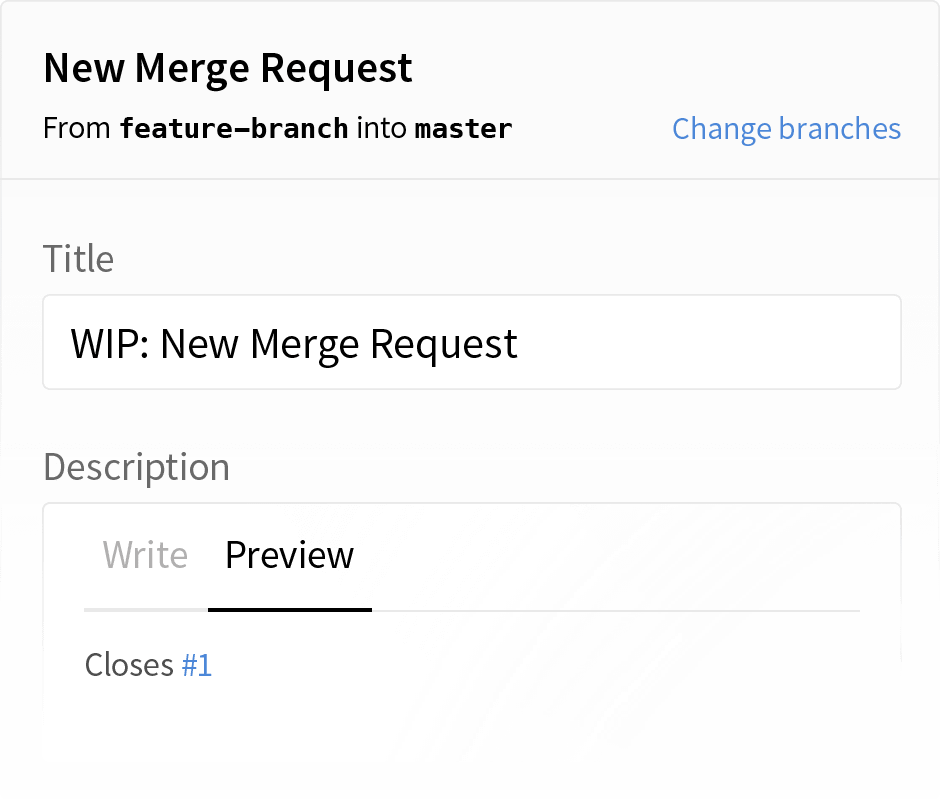 New Merge Request
From feature-branch into master Change branches
Title
WIP: New Merge Request
Description
Write Preview
Closes #1